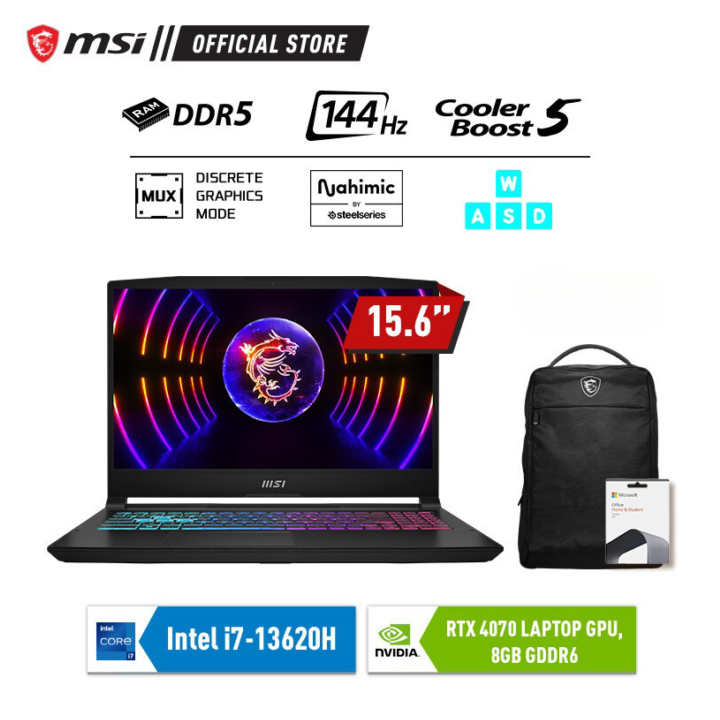 msi OFFICIAL STORE
RAM DDR5
144Hz
Cooler Boost 5
MUX
DISCRETE
GRAPHICS
MODE
Nahimic
BY
steelseries
W
A S D
15.6”
msi
Microsoft
Office
Home & Student
intel.
CORE
i7
Intel i7-13620H
NVIDIA.
RTX 4070 LAPTOP GPU,
8GB GDDR6